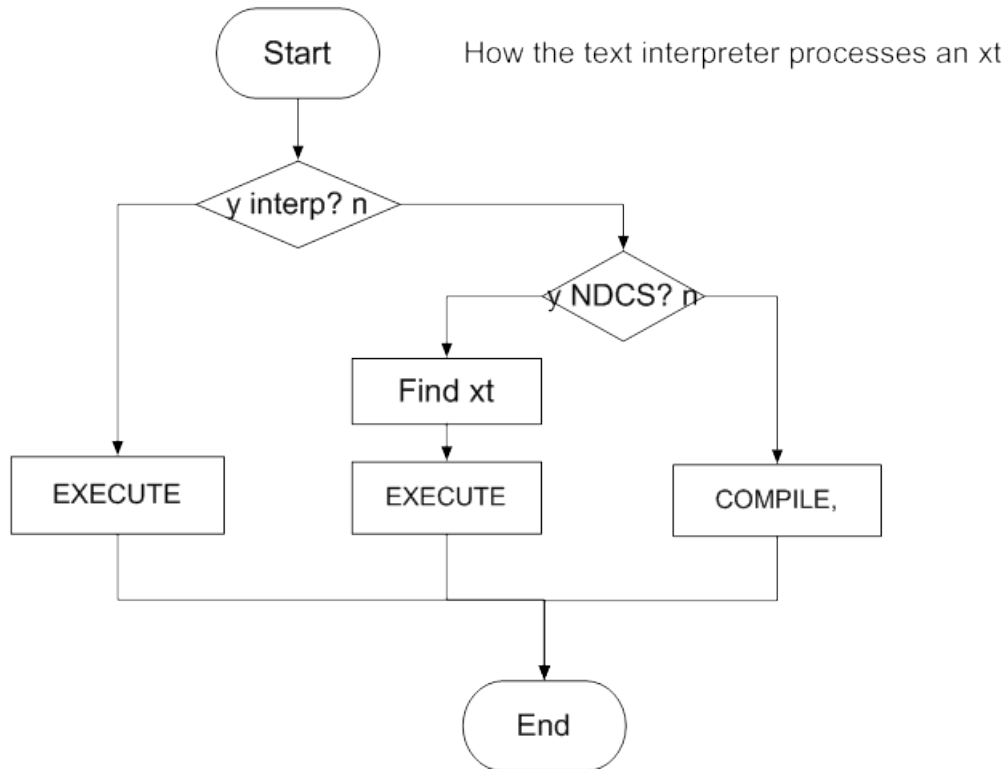 Start
How the text interpreter processes an xt
y interp? n
y NDCS? n
Find xt
EXECUTE
EXECUTE
COMPILE,
End